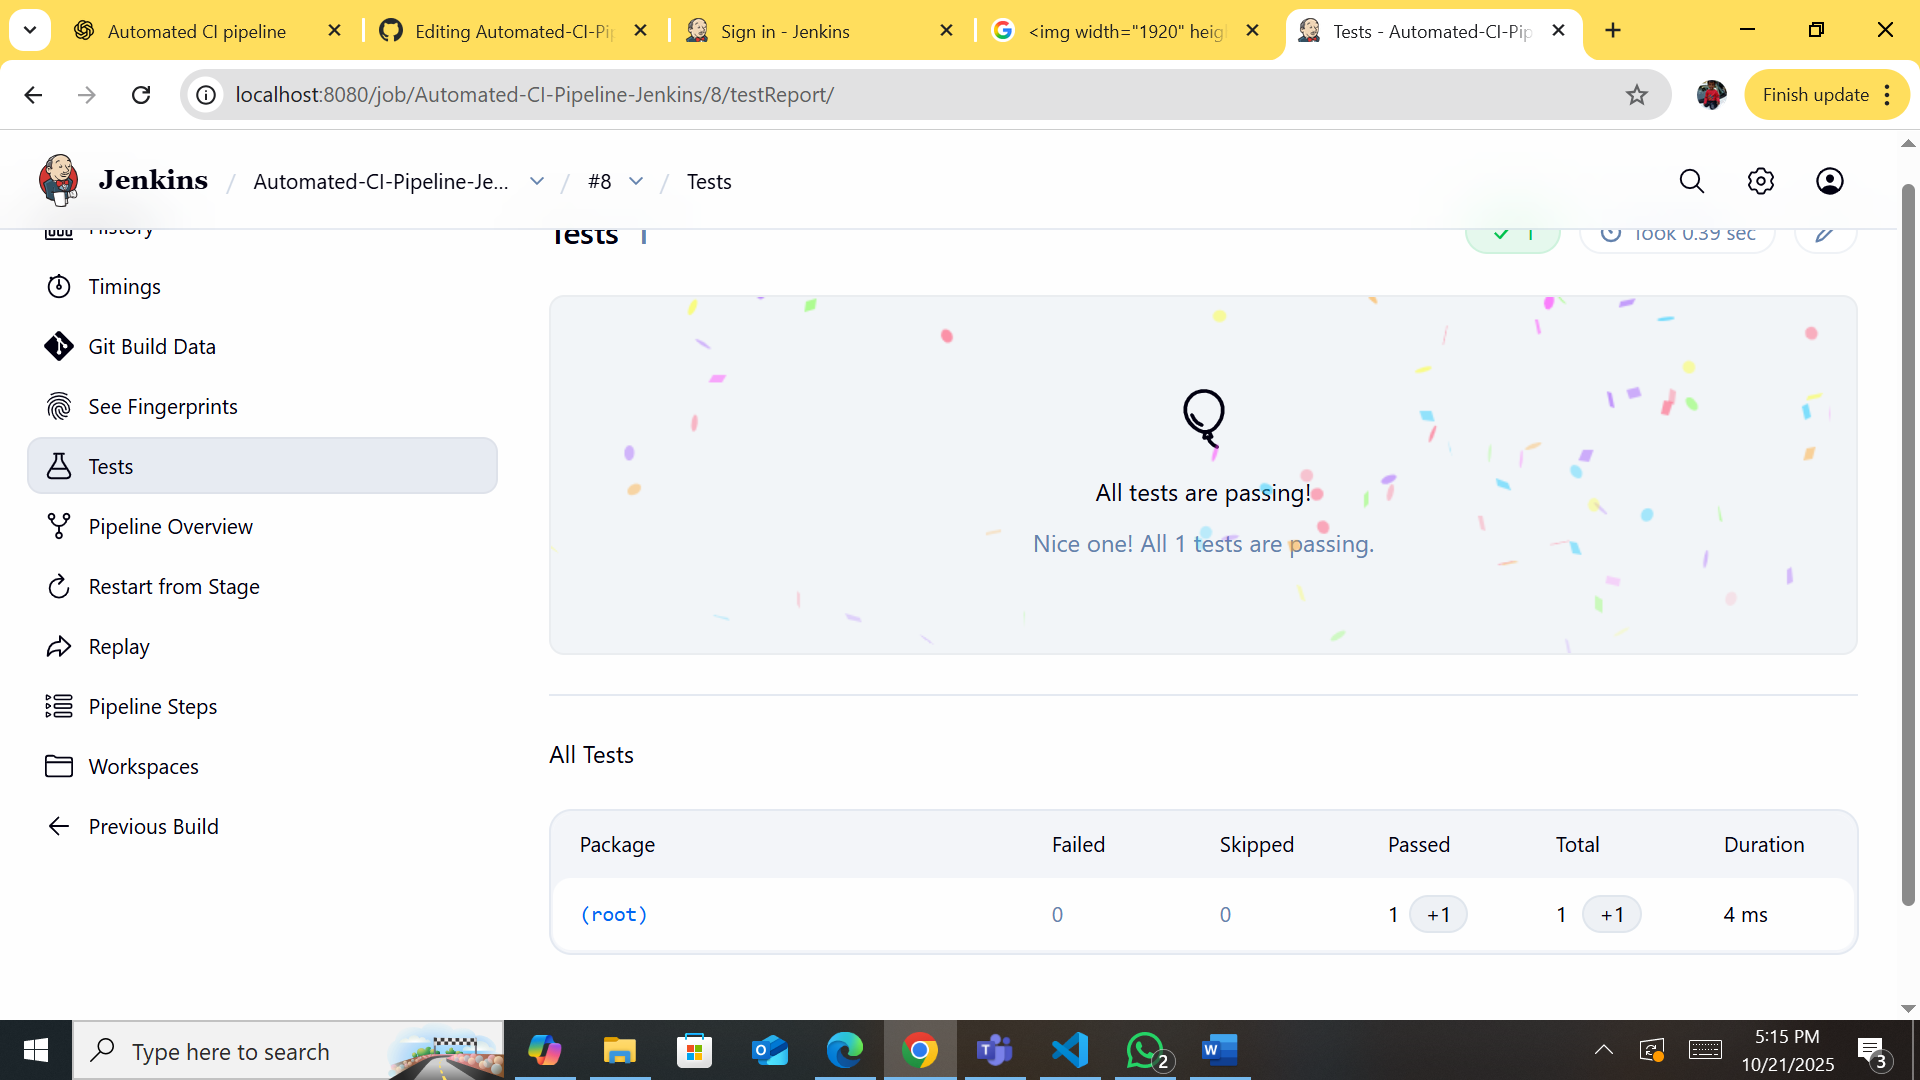 Automated CI pipeline
Editing Automated-CI-Pip
Sign in - Jenkins
<img width="1920" heigh
Tests - Automated-CI-Pip
localhost:8080/job/Automated-CI-Pipeline-Jenkins/8/testReport/
Finish update
Jenkins / Automated-CI-Pipeline-Je... / #8 / Tests
History
Timings
Git Build Data
See Fingerprints
Tests
Pipeline Overview
Restart from Stage
Replay
Pipeline Steps
Workspaces
Previous Build
Tests 1
1
Took 0.39 sec
All tests are passing!
Nice one! All 1 tests are passing.
All Tests
Package Failed Skipped Passed Total Duration
(root) 0 0 1 +1 1 +1 4 ms
Type here to search
2
5:15 PM
10/21/2025
3